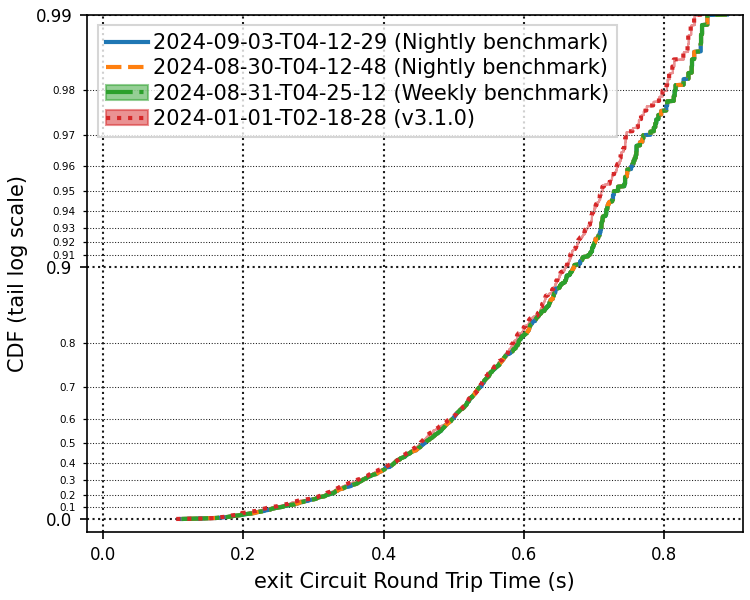 0.99
0.98
0.97
0.96
0.95
0.94
0.93
0.92
0.91
0.9
0.8
0.7
0.6
0.5
0.4
0.3
0.2
0.1
0.0
CDF (tail log scale)
2024-09-03-T04-12-29 (Nightly benchmark)
2024-08-30-T04-12-48 (Nightly benchmark)
2024-08-31-T04-25-12 (Weekly benchmark)
2024-01-01-T02-18-28 (v3.1.0)
0.0 0.2 0.4 0.6 0.8
exit Circuit Round Trip Time (s)